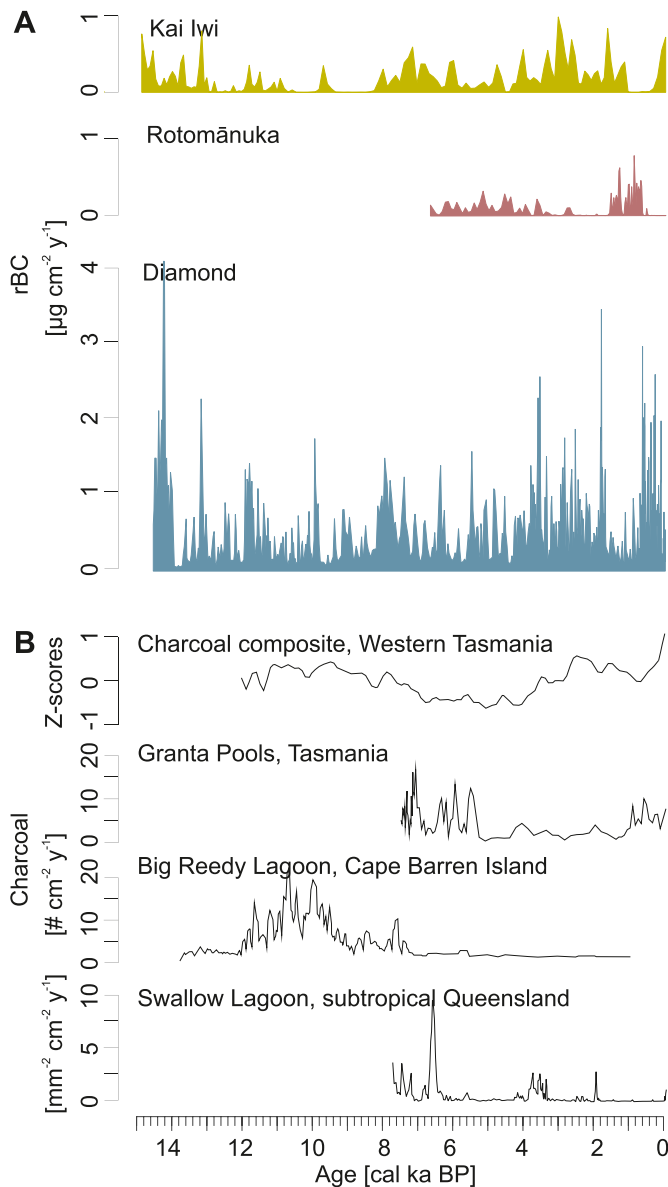 A
Kai Iwi
1
0
Rotomānuka
1
0
Diamond
4
3
2
1
0
rBC
[µg cm⁻² y⁻¹]
B
Charcoal composite, Western Tasmania
1
0
-1
Z-scores
Granta Pools, Tasmania
20
10
0
Big Reedy Lagoon, Cape Barren Island
20
10
0
Charcoal
[# cm⁻² y⁻¹]
Swallow Lagoon, subtropical Queensland
10
5
0
[mm⁻² cm⁻² y⁻¹]
14 12 10 8 6 4 2 0
Age [cal ka BP]